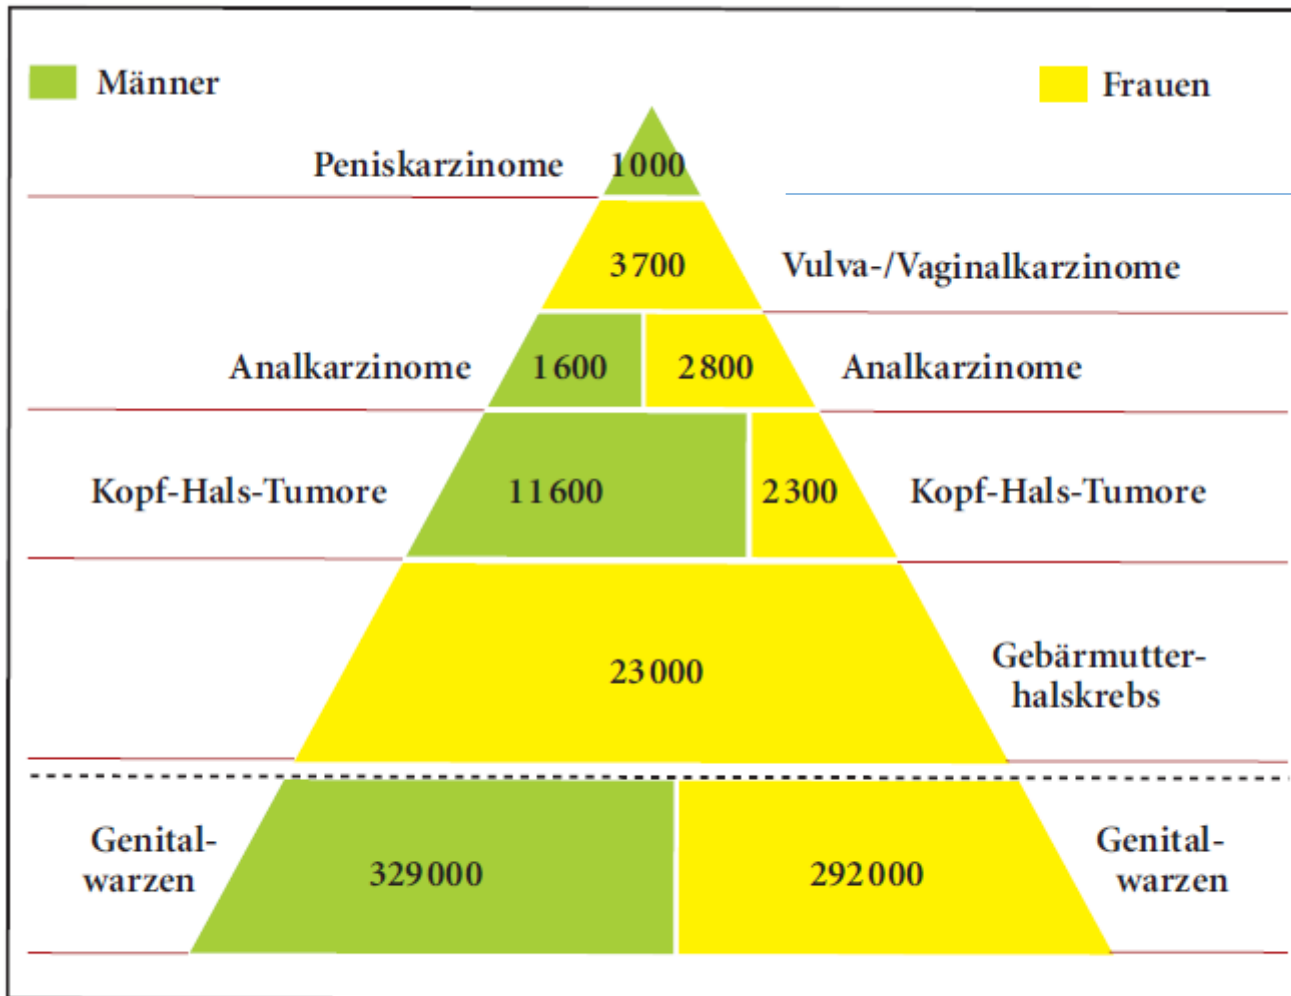 Männer
Frauen
Peniskarzinome
1000
3700
Vulva-/Vaginalkarzinome
Analkarzinome
1600
2800
Analkarzinome
Kopf-Hals-Tumore
11600
2300
Kopf-Hals-Tumore
23000
Gebärmutter-
halskrebs
Genital-
warzen
329000
292000
Genital-
warzen